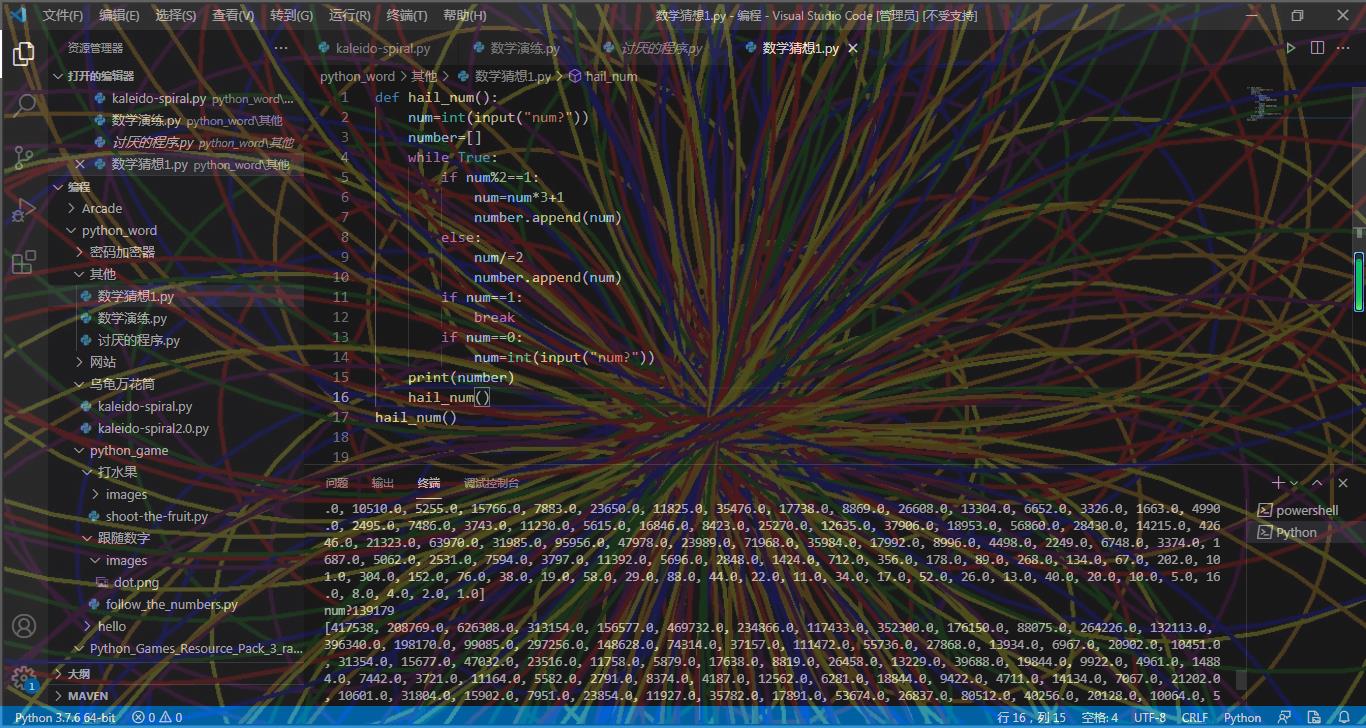 文件(F) 编辑(E) 选择(S) 查看(V) 转到(G) 运行(R) 终端(T) 帮助(H) 数学猜想1.py - 编程 - Visual Studio Code [管理员] [不受支持]
资源管理器
打开的编辑器
kaleido-spiral.py python_word\...
数学演练.py python_word\其他
讨厌的程序.py python_word\其他
数学猜想1.py python_word\其他
编程
Arcade
python_word
密码加密器
其他
数学猜想1.py
数学演练.py
讨厌的程序.py
网站
乌龟万花筒
kaleido-spiral.py
kaleido-spiral2.0.py
python_game
打水果
images
shoot-the-fruit.py
跟随数字
images
dot.png
follow_the_numbers.py
hello
Python_Games_Resource_Pack_3_ra...
大纲
MAVEN
1
kaleido-spiral.py 数学演练.py 讨厌的程序.py 数学猜想1.py
python_word 其他 数学猜想1.py hail_num
1 def hail_num():
2 num=int(input("num?"))
3 number=[]
4 while True:
5 if num%2==1:
6 num=num*3+1
7 number.append(num)
8 else:
9 num/=2
10 number.append(num)
11 if num==1:
12 break
13 if num==0:
14 num=int(input("num?"))
15 print(number)
16 hail_num()
17 hail_num()
18
19
问题 输出 终端 调试控制台
powershell
Python
.0, 10510.0, 5255.0, 15766.0, 7883.0, 23650.0, 11825.0, 35476.0, 17738.0, 8869.0, 26608.0, 13304.0, 6652.0, 3326.0, 1663.0, 4990
.0, 2495.0, 7486.0, 3743.0, 11230.0, 5615.0, 16846.0, 8423.0, 25270.0, 12635.0, 37906.0, 18953.0, 56860.0, 28430.0, 14215.0, 426
46.0, 21323.0, 63970.0, 31985.0, 95956.0, 47978.0, 23989.0, 71968.0, 35984.0, 17992.0, 8996.0, 4498.0, 2249.0, 6748.0, 3374.0, 1
687.0, 5062.0, 2531.0, 7594.0, 3797.0, 11392.0, 5696.0, 2848.0, 1424.0, 712.0, 356.0, 178.0, 89.0, 268.0, 134.0, 67.0, 202.0, 10
1.0, 304.0, 152.0, 76.0, 38.0, 19.0, 58.0, 29.0, 88.0, 44.0, 22.0, 11.0, 34.0, 17.0, 52.0, 26.0, 13.0, 40.0, 20.0, 10.0, 5.0, 16
.0, 8.0, 4.0, 2.0, 1.0]
num?139179
[417538, 208769.0, 626308.0, 313154.0, 156577.0, 469732.0, 234866.0, 117433.0, 352300.0, 176150.0, 88075.0, 264226.0, 132113.0,
396340.0, 198170.0, 99085.0, 297256.0, 148628.0, 74314.0, 37157.0, 111472.0, 55736.0, 27868.0, 13934.0, 6967.0, 20902.0, 10451.0
, 31354.0, 15677.0, 47032.0, 23516.0, 11758.0, 5879.0, 17638.0, 8819.0, 26458.0, 13229.0, 39688.0, 19844.0, 9922.0, 4961.0, 1488
4.0, 7442.0, 3721.0, 11164.0, 5582.0, 2791.0, 8374.0, 4187.0, 12562.0, 6281.0, 18844.0, 9422.0, 4711.0, 14134.0, 7067.0, 21202.0
, 10601.0, 31804.0, 15902.0, 7951.0, 23854.0, 11927.0, 35782.0, 17891.0, 53674.0, 26837.0, 80512.0, 40256.0, 20128.0, 10064.0, 5
Python 3.7.6 64-bit 0 0 行 16，列 15 空格: 4 UTF-8 CRLF Python